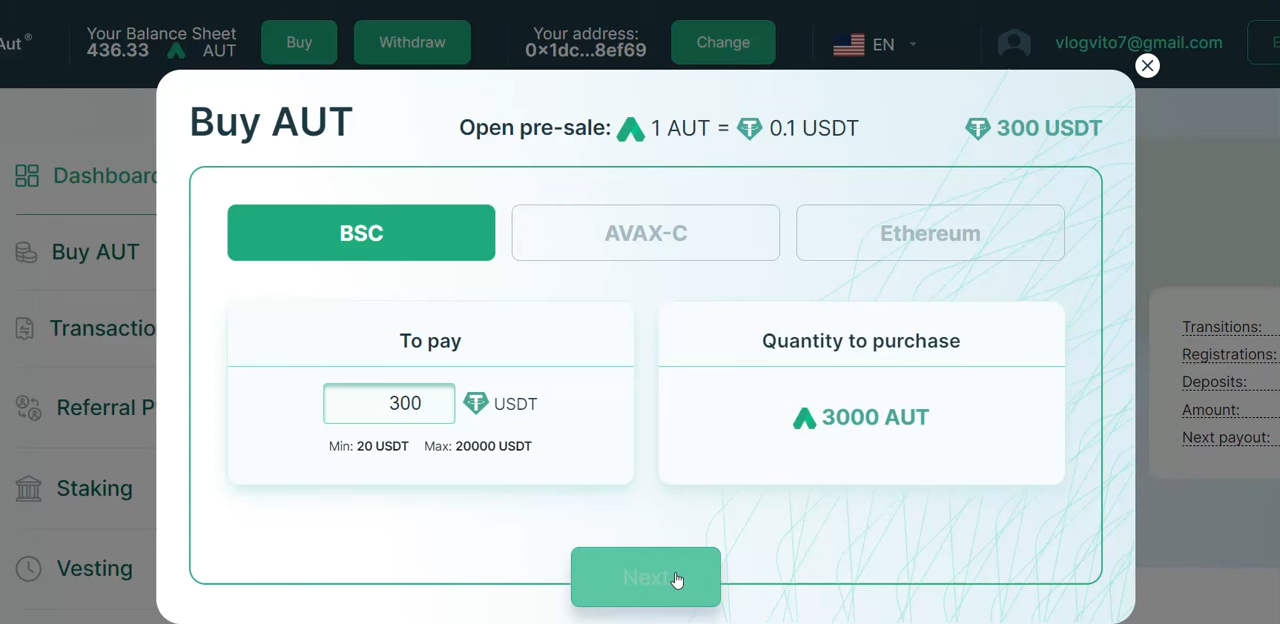 Aut®
Your Balance Sheet
436.33 AUT
Buy
Withdraw
Your address:
0×1dc...8ef69
Change
EN
vlogvito7@gmail.com
Buy AUT
Open pre-sale: 1 AUT = 0.1 USDT
300 USDT
Dashboard
Buy AUT
Transactio
Referral P
Staking
Vesting
BSC
AVAX-C
Ethereum
To pay
300 USDT
Min: 20 USDT Max: 20000 USDT
Quantity to purchase
3000 AUT
Next
Transitions:
Registrations:
Deposits:
Amount:
Next payout: